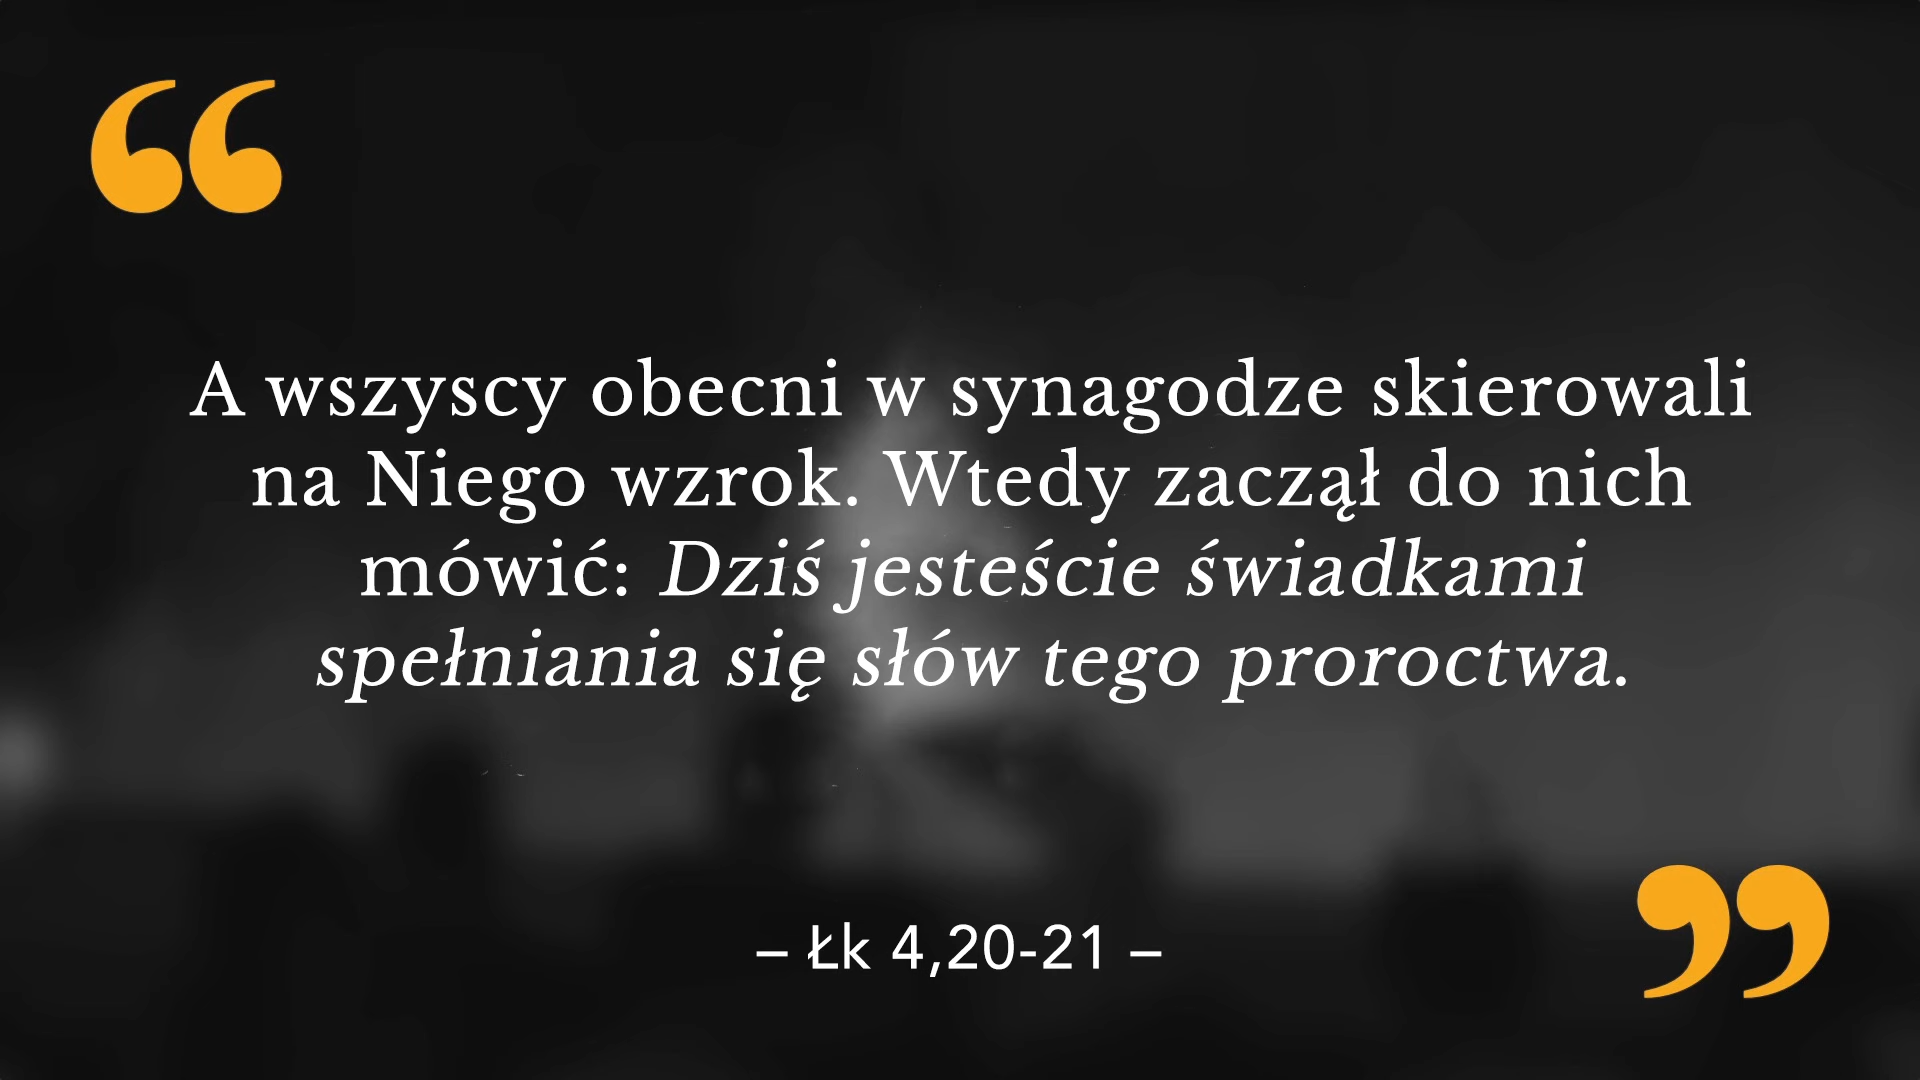 “
A wszyscy obecni w synagodze skierowali
na Niego wzrok. Wtedy zaczął do nich
mówić: Dziś jesteście świadkami
spełniania się słów tego proroctwa.
”
– Łk 4,20-21 –